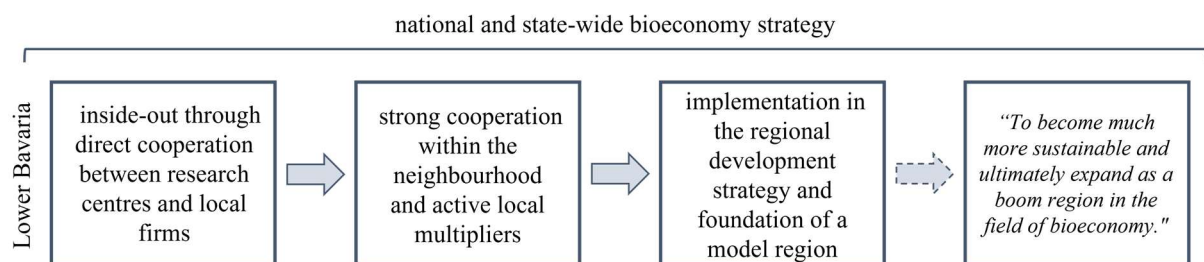 national and state-wide bioeconomy strategy
Lower Bavaria
inside-out through
direct cooperation
between research
centres and local
firms
strong cooperation
within the
neighbourhood
and active local
multipliers
implementation in
the regional
development
strategy and
foundation of a
model region
“To become much
more sustainable and
ultimately expand as a
boom region in the
field of bioeconomy."